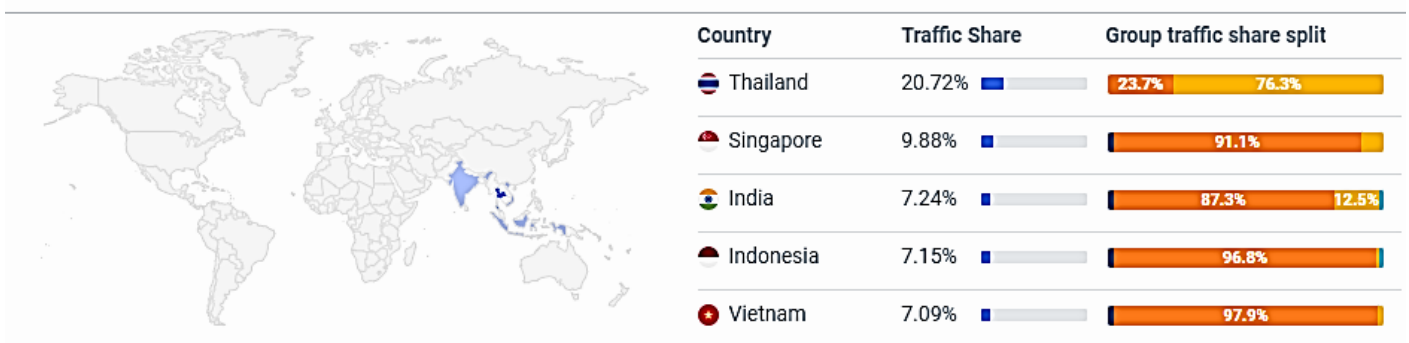 Country Traffic Share Group traffic share split
Thailand 20.72% 23.7% 76.3%
Singapore 9.88% 91.1%
India 7.24% 87.3% 12.5%
Indonesia 7.15% 96.8%
Vietnam 7.09% 97.9%